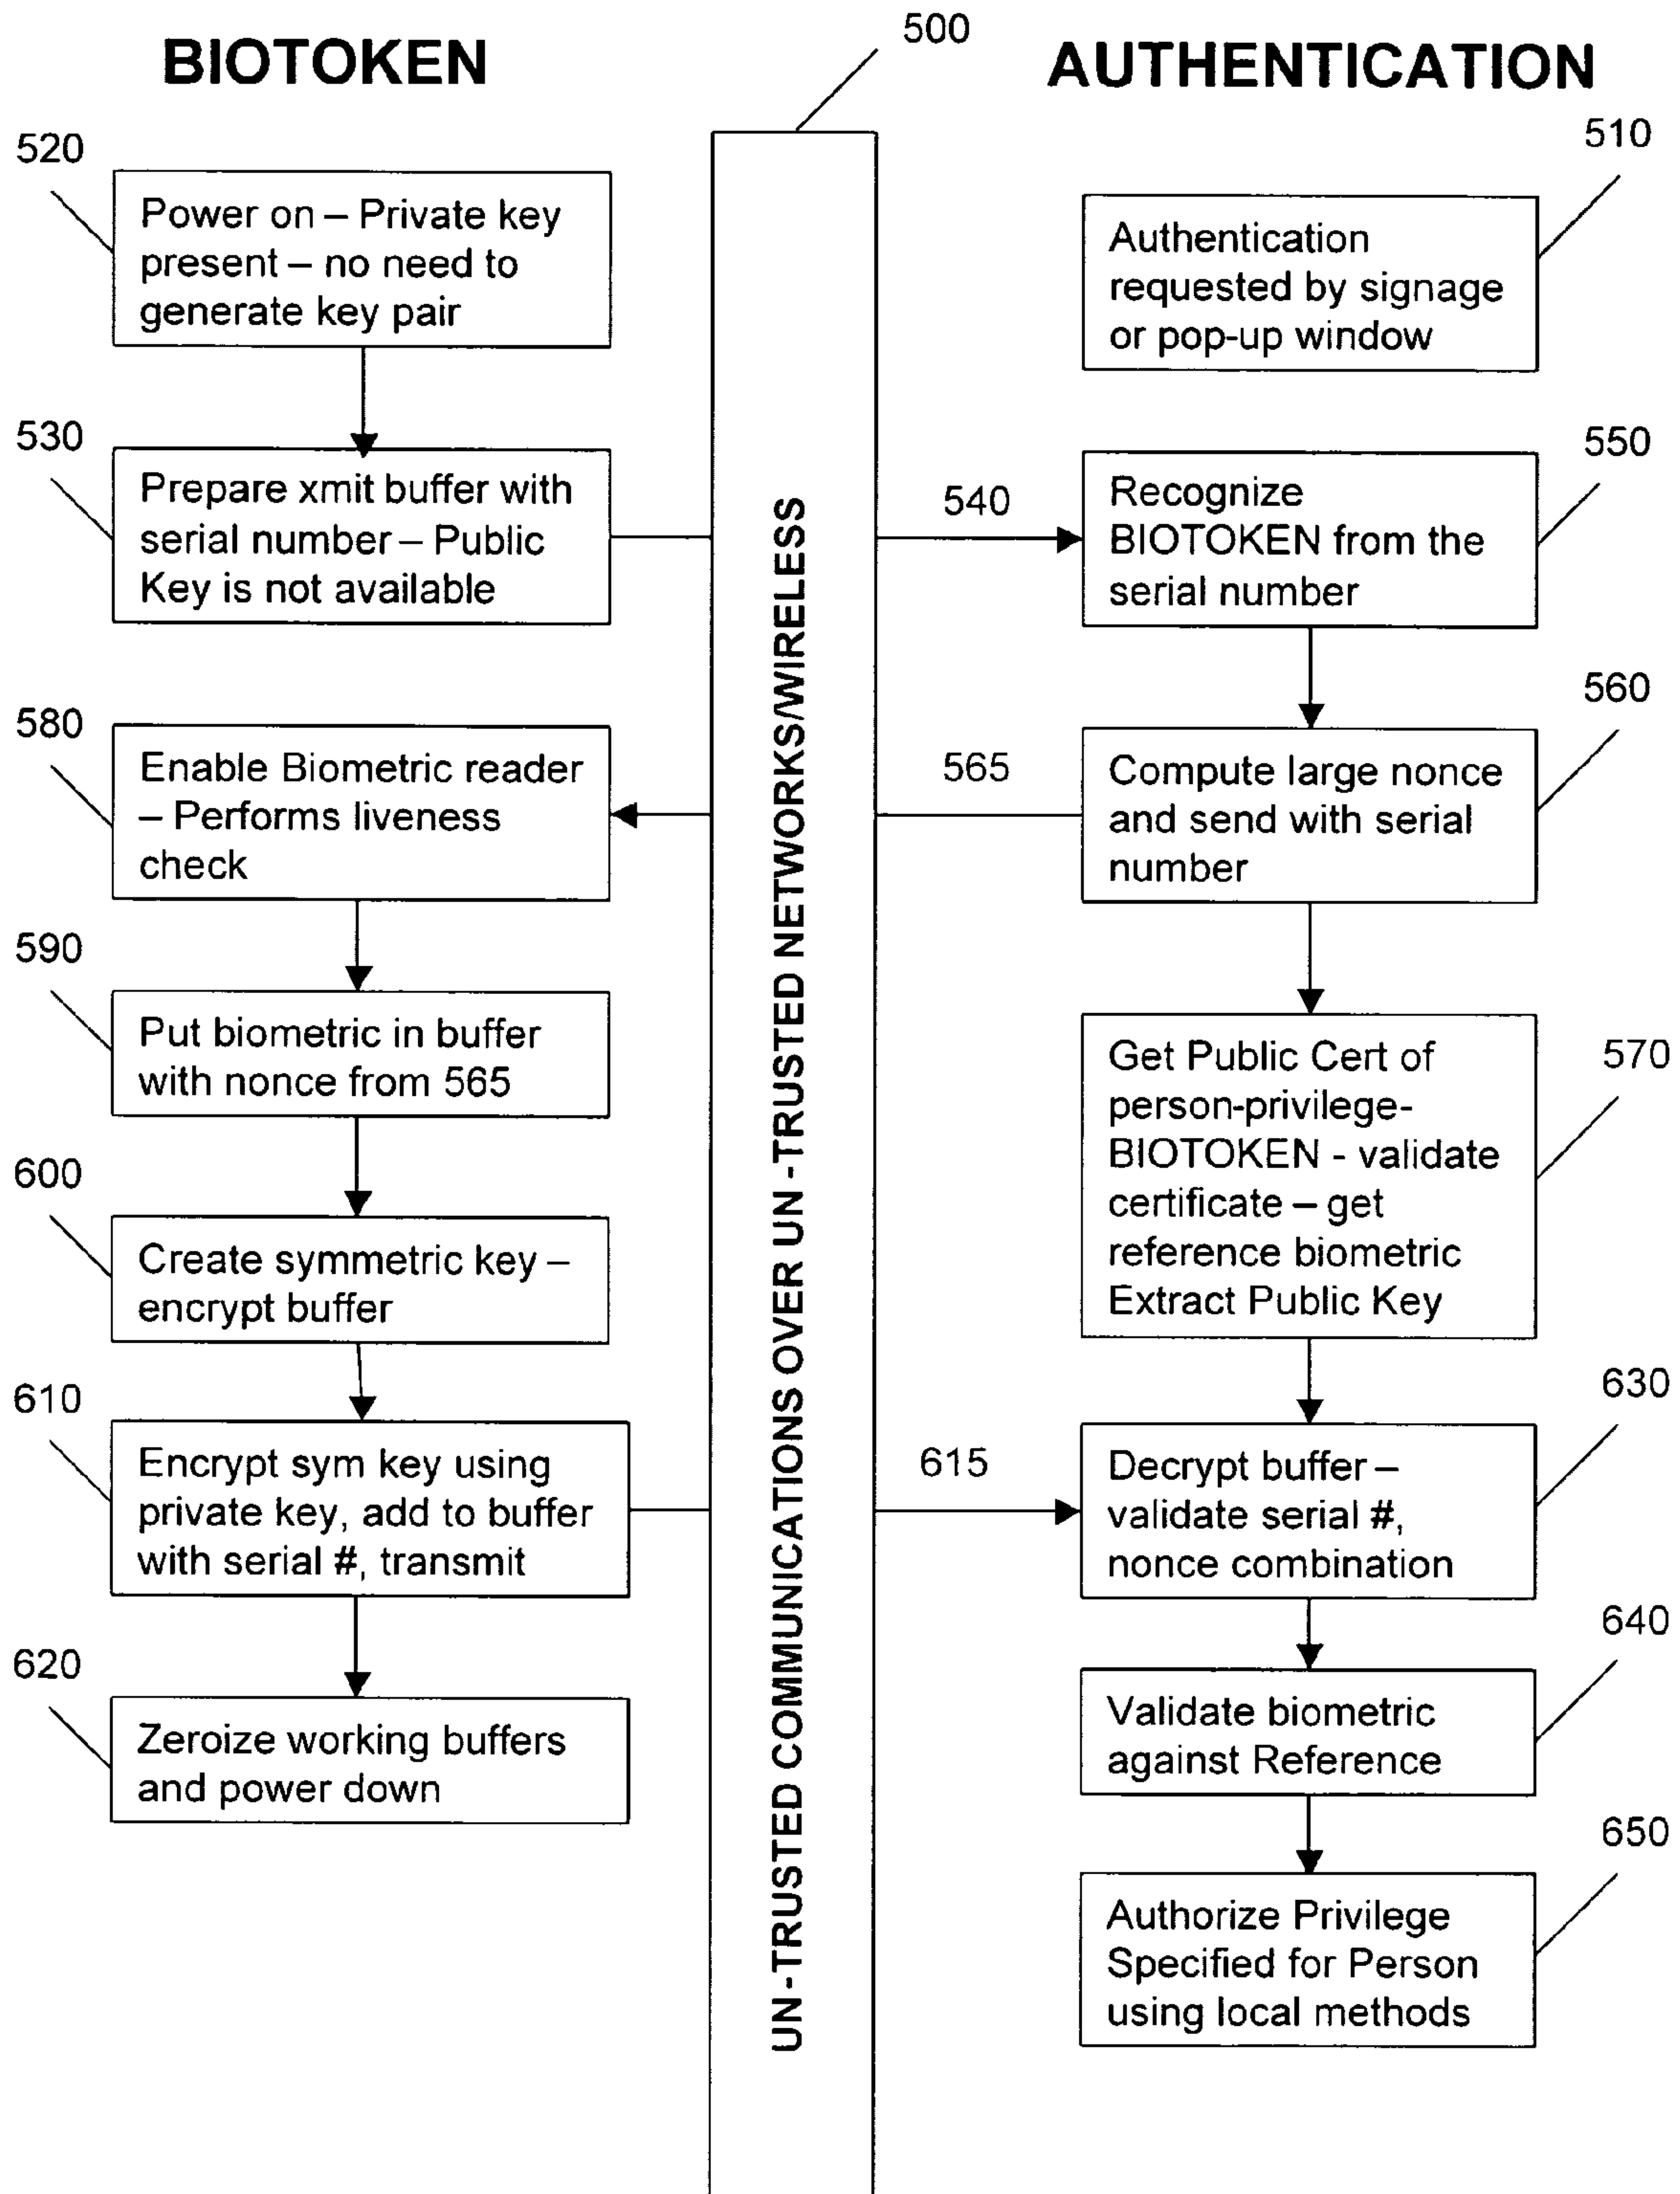 BIOTOKEN
500
AUTHENTICATION
520
Power on – Private key
present – no need to
generate key pair
510
Authentication
requested by signage
or pop-up window
530
Prepare xmit buffer with
serial number – Public
Key is not available
540
550
Recognize
BIOTOKEN from the
serial number
580
Enable Biometric reader
– Performs liveness
check
565
560
Compute large nonce
and send with serial
number
590
Put biometric in buffer
with nonce from 565
570
Get Public Cert of
person-privilege-
BIOTOKEN - validate
certificate – get
reference biometric
Extract Public Key
600
Create symmetric key –
encrypt buffer
610
Encrypt sym key using
private key, add to buffer
with serial #, transmit
615
630
Decrypt buffer –
validate serial #,
nonce combination
620
Zeroize working buffers
and power down
640
Validate biometric
against Reference
650
Authorize Privilege
Specified for Person
using local methods
UN -TRUSTED COMMUNICATIONS OVER UN -TRUSTED NETWORKS/WIRELESS